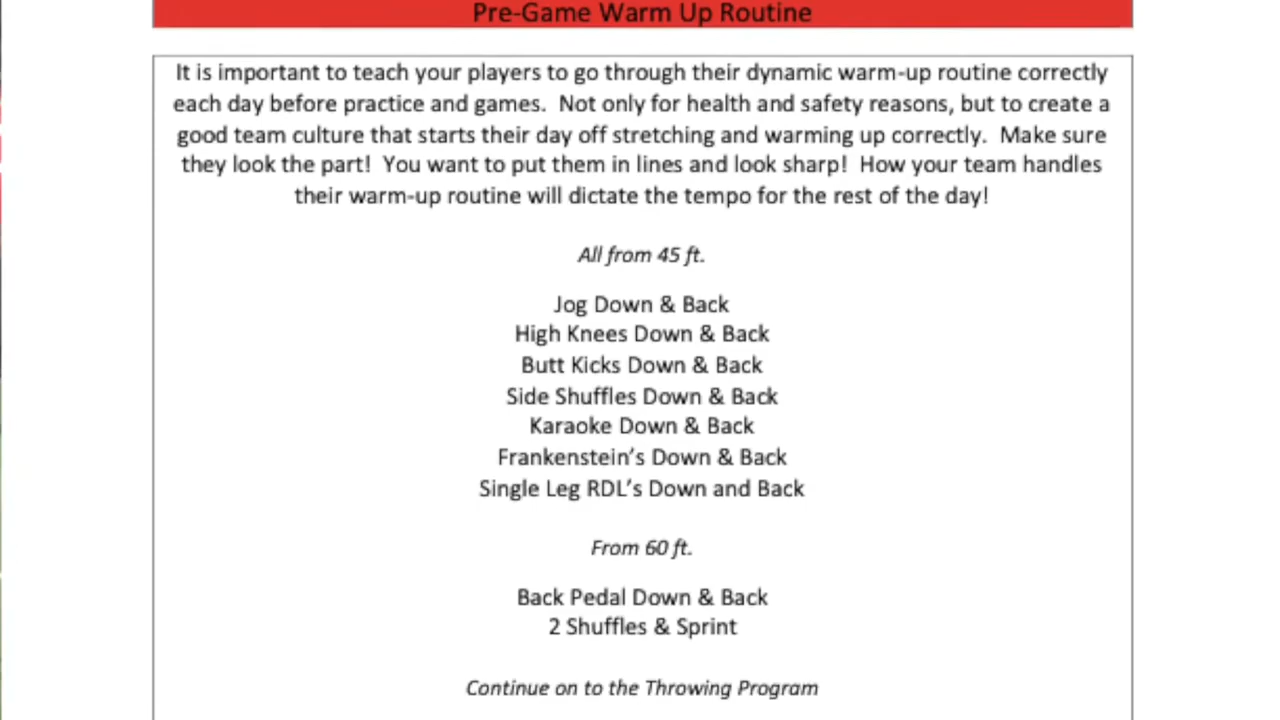 Pre-Game Warm Up Routine
It is important to teach your players to go through their dynamic warm-up routine correctly
each day before practice and games.  Not only for health and safety reasons, but to create a
good team culture that starts their day off stretching and warming up correctly.  Make sure
they look the part!  You want to put them in lines and look sharp!  How your team handles
their warm-up routine will dictate the tempo for the rest of the day!
All from 45 ft.
Jog Down & Back
High Knees Down & Back
Butt Kicks Down & Back
Side Shuffles Down & Back
Karaoke Down & Back
Frankenstein’s Down & Back
Single Leg RDL’s Down and Back
From 60 ft.
Back Pedal Down & Back
2 Shuffles & Sprint
Continue on to the Throwing Program